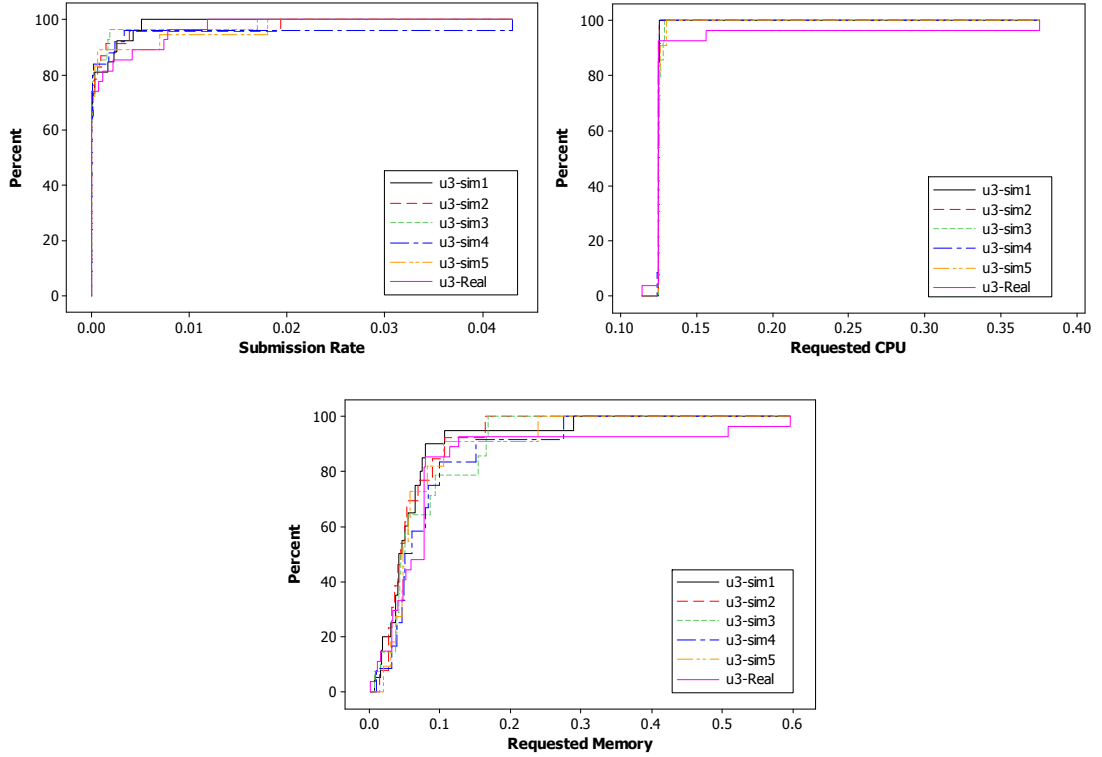 100
80
60
40
20
0
Percent
0.00
0.01
0.02
0.03
0.04
Submission Rate
u3-sim1
u3-sim2
u3-sim3
u3-sim4
u3-sim5
u3-Real
100
80
60
40
20
0
Percent
0.10
0.15
0.20
0.25
0.30
0.35
0.40
Requested CPU
u3-sim1
u3-sim2
u3-sim3
u3-sim4
u3-sim5
u3-Real
100
80
60
40
20
0
Percent
0.0
0.1
0.2
0.3
0.4
0.5
0.6
Requested Memory
u3-sim1
u3-sim2
u3-sim3
u3-sim4
u3-sim5
u3-Real